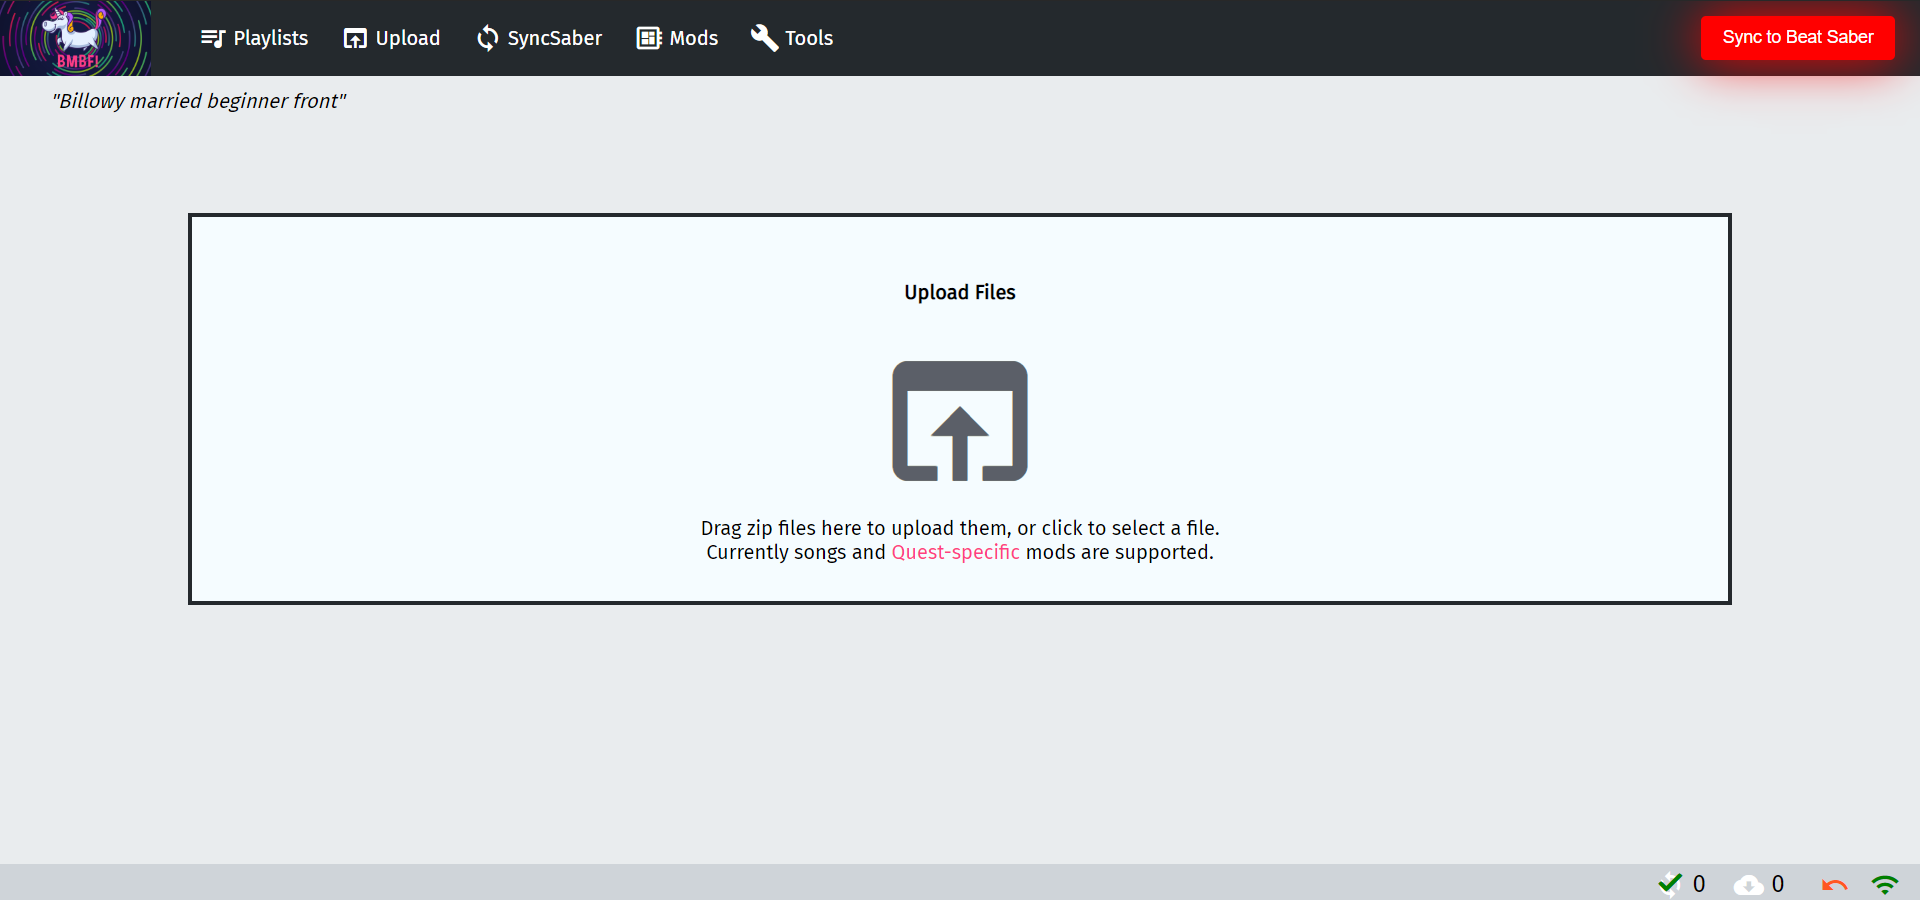 BMBF!
Playlists
Upload
SyncSaber
Mods
Tools
Sync to Beat Saber
"Billowy married beginner front"
Upload Files
Drag zip files here to upload them, or click to select a file.
Currently songs and Quest-specific mods are supported.
0
0